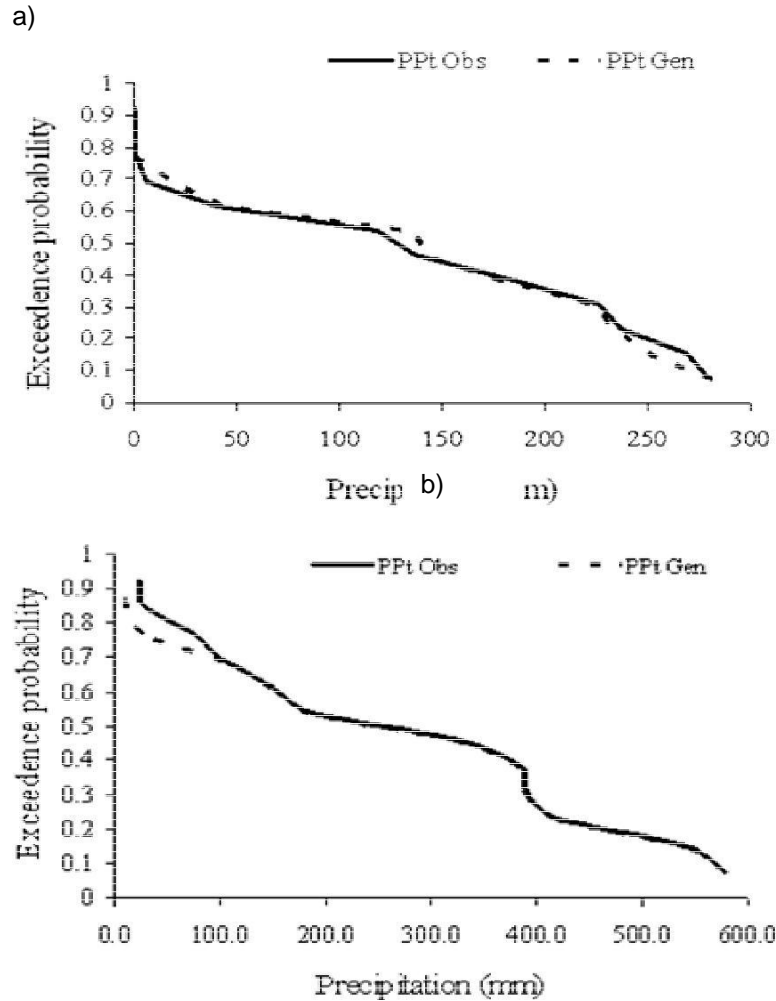 a)
PPt Obs PPt Gen
Exceedence probability
1
0.9
0.8
0.7
0.6
0.5
0.4
0.3
0.2
0.1
0
0 50 100 150 200 250 300
Precip b) m)
PPt Obs PPt Gen
Exceedence probability
1
0.9
0.8
0.7
0.6
0.5
0.4
0.3
0.2
0.1
0
0.0 100.0 200.0 300.0 400.0 500.0 600.0
Precipitation (mm)